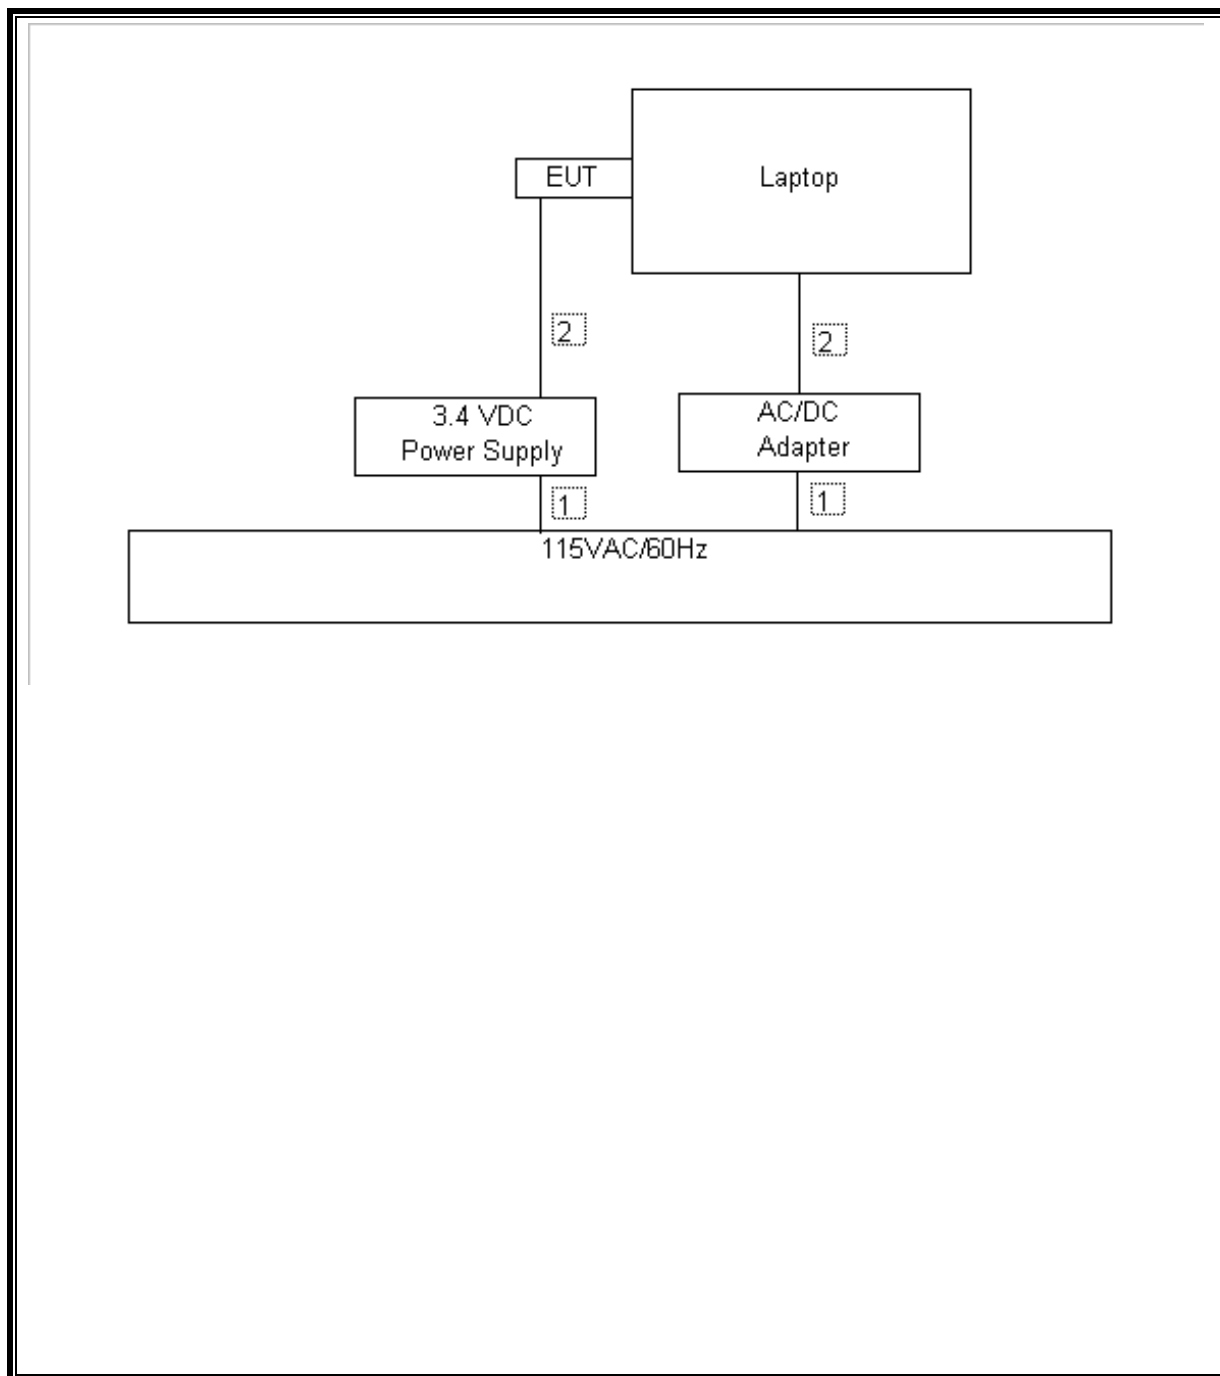 EUT
Laptop
2
2
3.4 VDC
Power Supply
AC/DC
Adapter
1
1
115VAC/60Hz